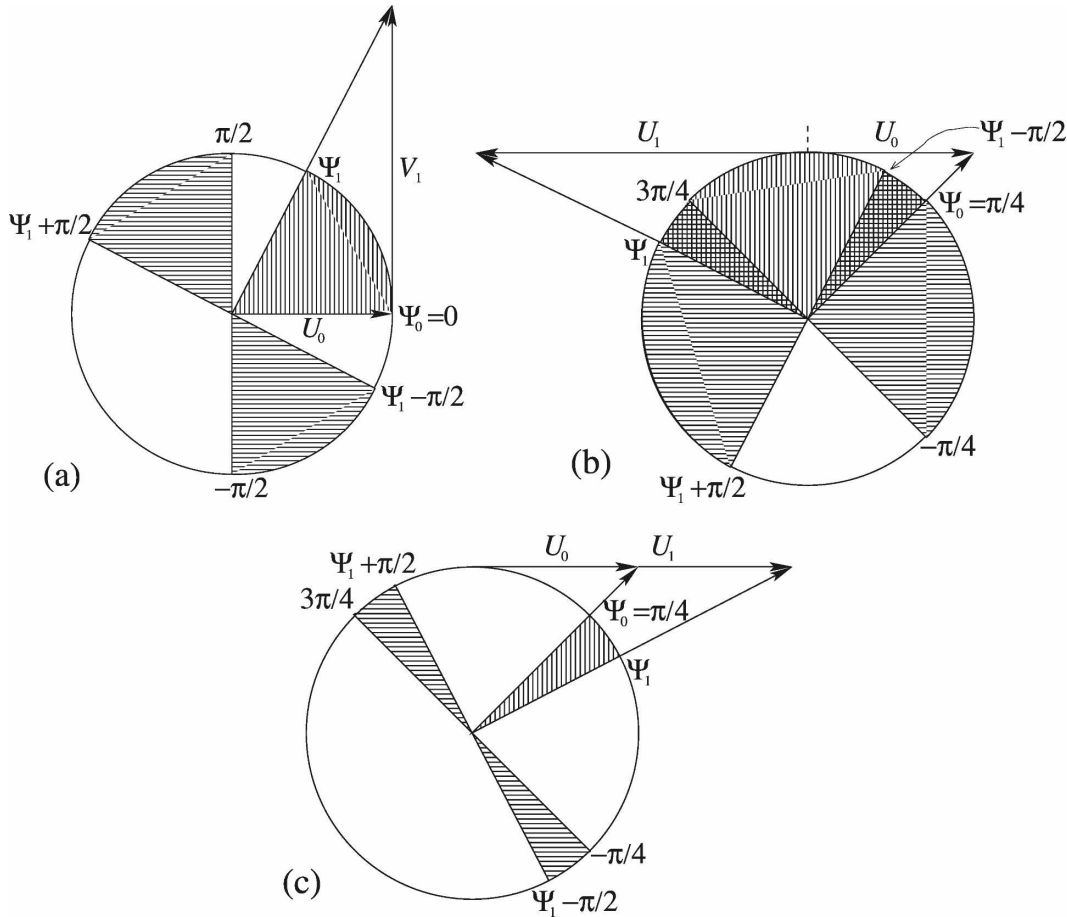 π/2
Ψ₁
V₁
Ψ₁+π/2
U₀
Ψ₀=0
Ψ₁−π/2
(a)
−π/2
U₁
U₀
Ψ₁−π/2
3π/4
Ψ₀=π/4
Ψ₁
(b)
−π/4
Ψ₁+π/2
U₀
U₁
Ψ₁+π/2
3π/4
Ψ₀=π/4
Ψ₁
−π/4
(c)
Ψ₁−π/2